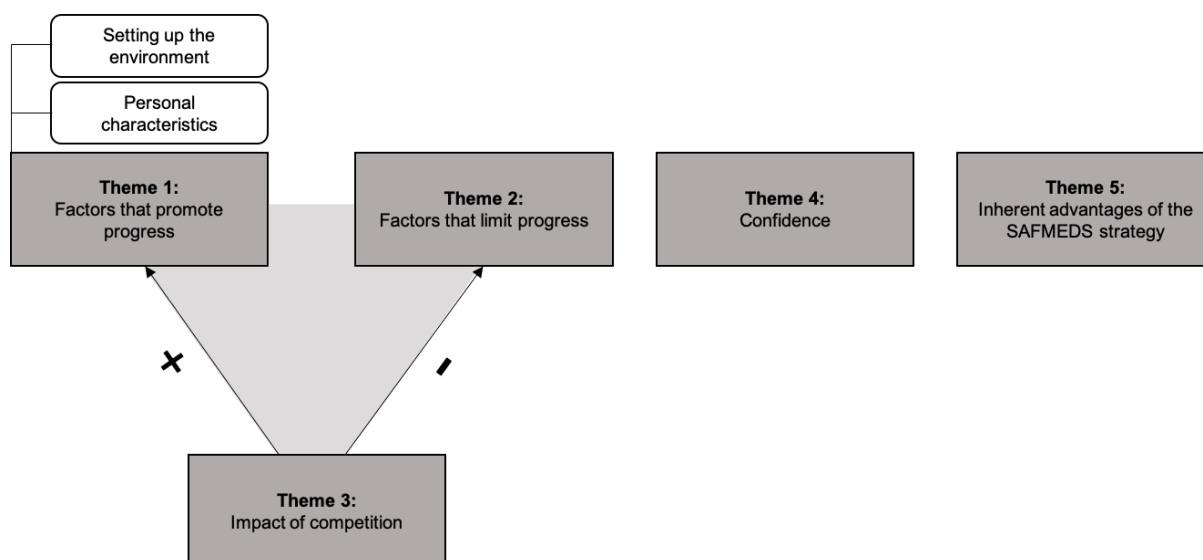 Setting up the
environment
Personal
characteristics
Theme 1:
Factors that promote
progress
Theme 2:
Factors that limit progress
Theme 4:
Confidence
Theme 5:
Inherent advantages of the
SAFMEDS strategy
+
-
Theme 3:
Impact of competition